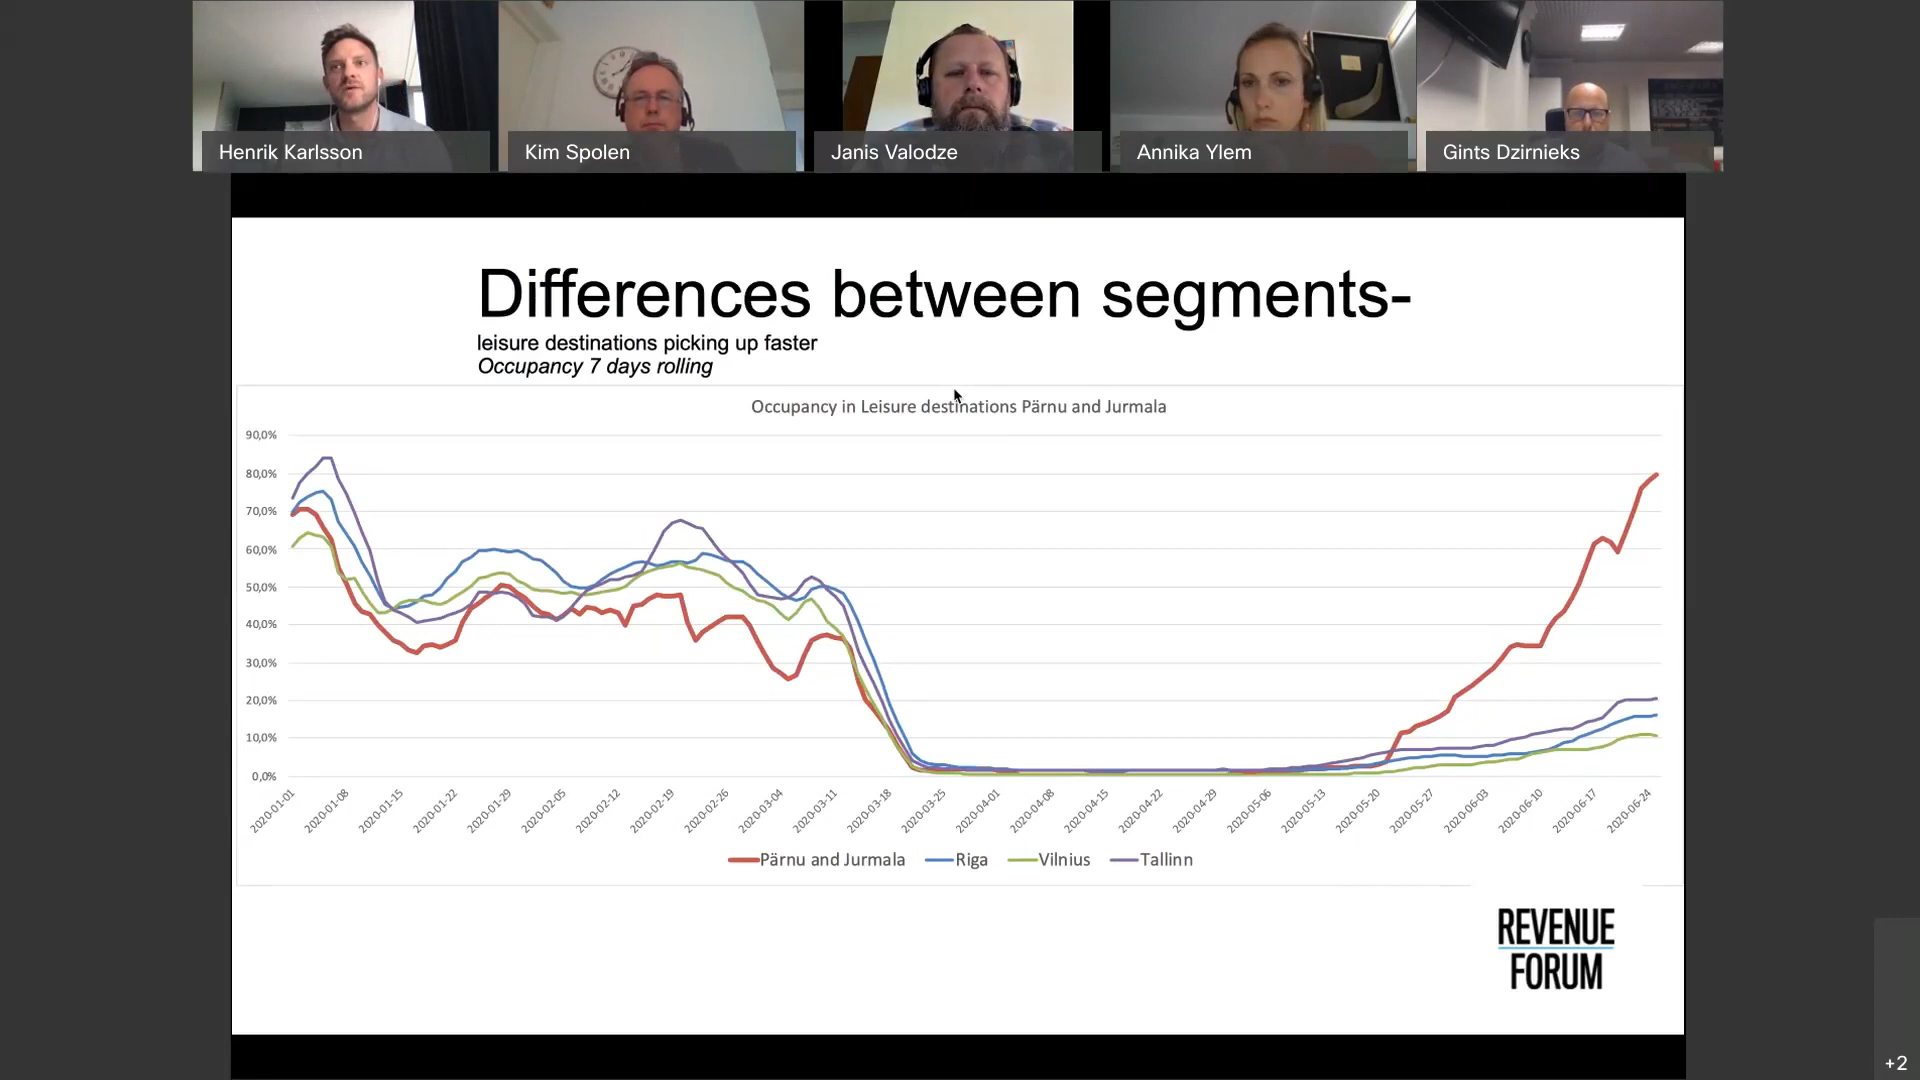 Henrik Karlsson
Kim Spolen
Janis Valodze
Annika Ylem
Gints Dzirnieks
Differences between segments-
leisure destinations picking up faster
Occupancy 7 days rolling
Occupancy in Leisure destinations Pärnu and Jurmala
90,0%
80,0%
70,0%
60,0%
50,0%
40,0%
30,0%
20,0%
10,0%
0,0%
2020-01-01
2020-01-08
2020-01-15
2020-01-22
2020-01-29
2020-02-05
2020-02-12
2020-02-19
2020-02-26
2020-03-04
2020-03-11
2020-03-18
2020-03-25
2020-04-01
2020-04-08
2020-04-15
2020-04-22
2020-04-29
2020-05-06
2020-05-13
2020-05-20
2020-05-27
2020-06-03
2020-06-10
2020-06-17
2020-06-24
Pärnu and Jurmala
Riga
Vilnius
Tallinn
REVENUE
FORUM
+2